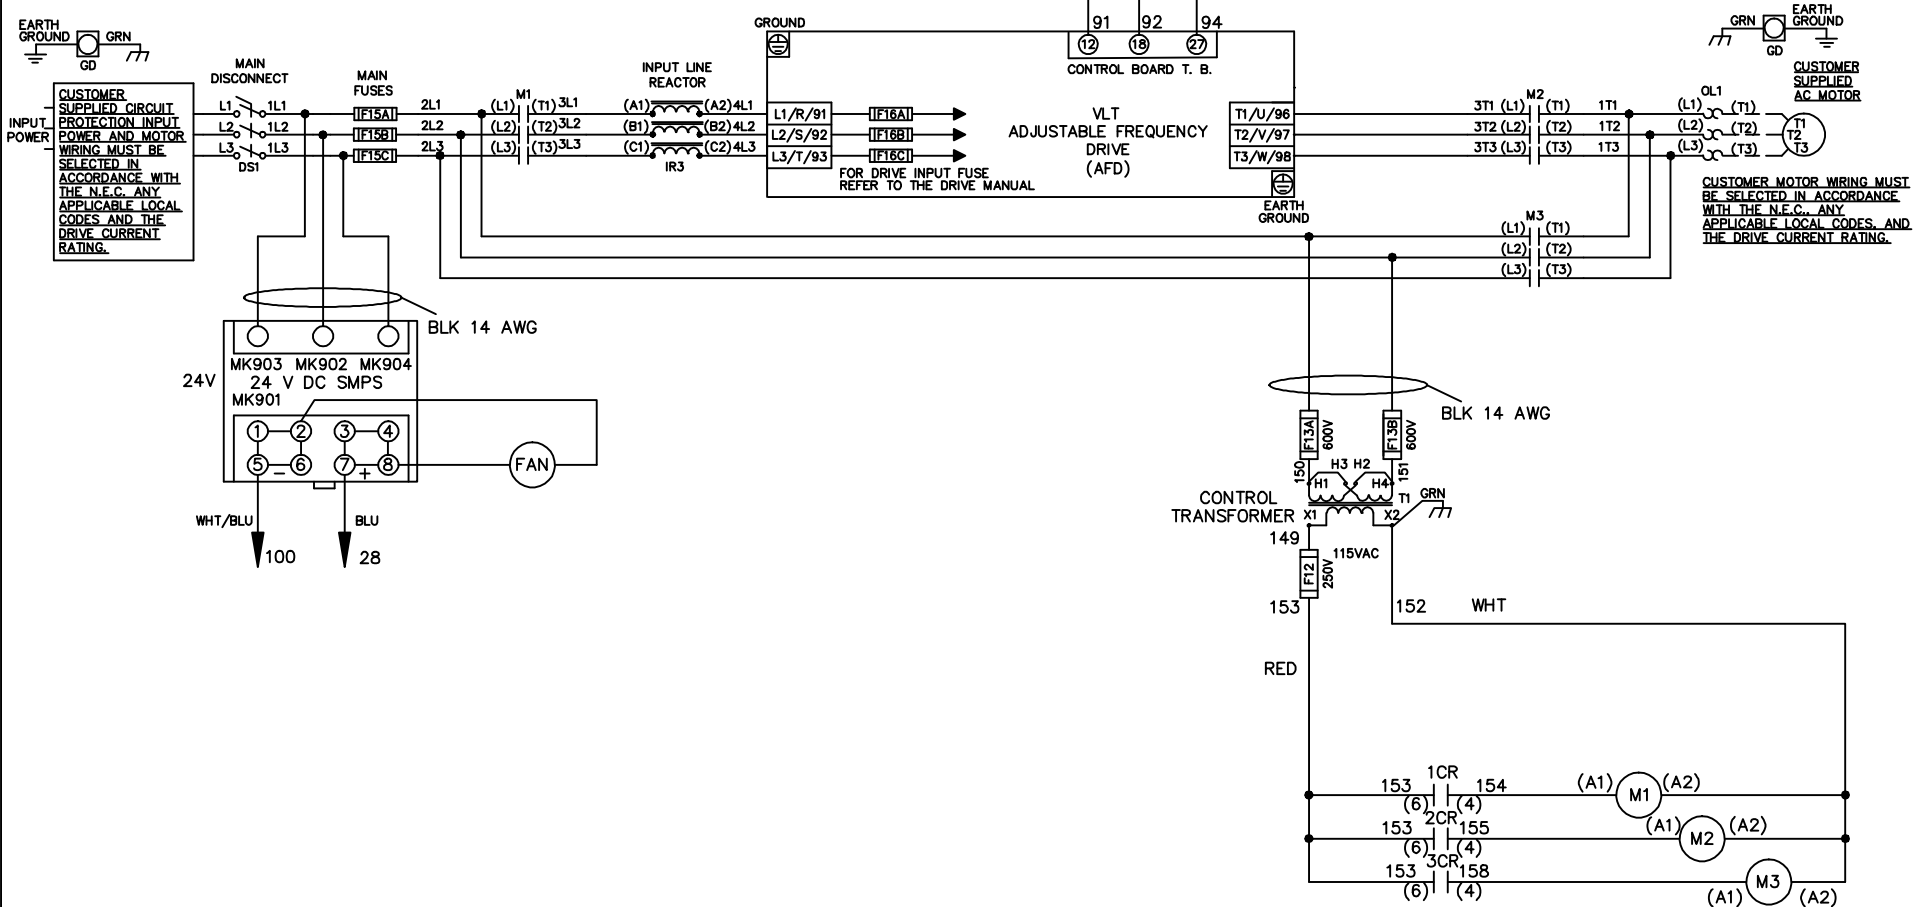 EARTH
GROUND
GRN
GD
GROUND
91
92
94
12
18
27
CONTROL BOARD T. B.
GRN
EARTH
GROUND
GD
INPUT
POWER
CUSTOMER
SUPPLIED CIRCUIT
PROTECTION INPUT
POWER AND MOTOR
WIRING MUST BE
SELECTED IN
ACCORDANCE WITH
THE N.E.C. ANY
APPLICABLE LOCAL
CODES AND THE
DRIVE CURRENT
RATING.
MAIN
DISCONNECT
L1 1L1
L2 1L2
L3 1L3
DS1
MAIN
FUSES
F15A
F15B
F15C
2L1
2L2
2L3
M1
(L1) (T1) 3L1
(L2) (T2) 3L2
(L3) (T3) 3L3
INPUT LINE
REACTOR
(A1) (A2) 4L1
(B1) (B2) 4L2
(C1) (C2) 4L3
IR3
L1/R/91
L2/S/92
L3/T/93
F16A
F16B
F16C
FOR DRIVE INPUT FUSE
REFER TO THE DRIVE MANUAL
VLT
ADJUSTABLE FREQUENCY
DRIVE
(AFD)
T1/U/96
T2/V/97
T3/W/98
EARTH
GROUND
M2
3T1 (L1) (T1) 1T1
3T2 (L2) (T2) 1T2
3T3 (L3) (T3) 1T3
OL1
(L1) (T1)
(L2) (T2)
(L3) (T3)
CUSTOMER
SUPPLIED
AC MOTOR
T1
T2
T3
CUSTOMER MOTOR WIRING MUST
BE SELECTED IN ACCORDANCE
WITH THE N.E.C., ANY
APPLICABLE LOCAL CODES, AND
THE DRIVE CURRENT RATING.
M3
(L1) (T1)
(L2) (T2)
(L3) (T3)
BLK 14 AWG
MK903 MK902 MK904
24V
24 V DC SMPS
MK901
1 2 3 4
5 - 6 7 + 8
FAN
WHT/BLU
BLU
100
28
BLK 14 AWG
F13A
600V
F13B
600V
150
151
H3 H2
H1
H4
CONTROL
TRANSFORMER
T1
GRN
X1
X2
149
115VAC
F12
250V
153
152
WHT
RED
1CR
153 154
(6) (4)
(A1) M1 (A2)
2CR
153 155
(6) (4)
(A1) M2 (A2)
3CR
153 158
(6) (4)
(A1) M3 (A2)